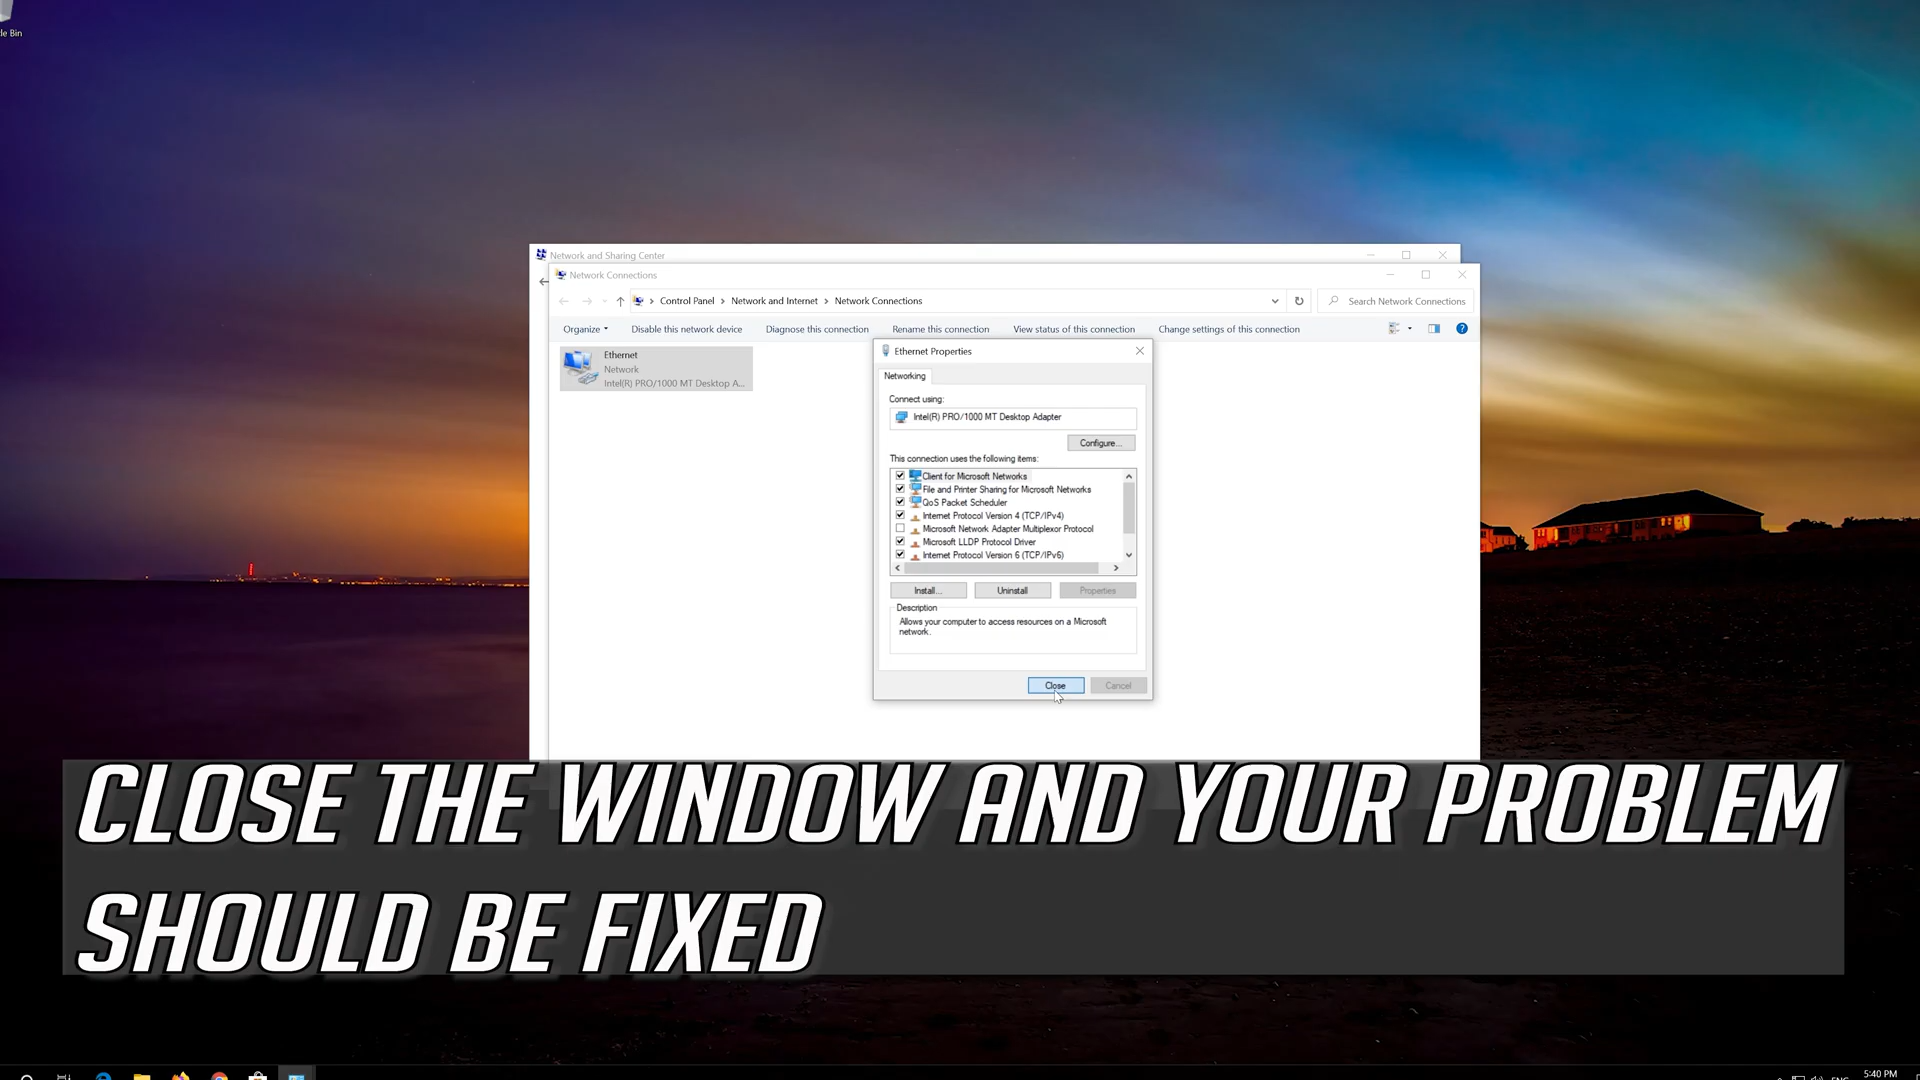 le Bin
Network and Sharing Center
Network Connections
Control Panel > Network and Internet > Network Connections
Search Network Connections
Organize
Disable this network device
Diagnose this connection
Rename this connection
View status of this connection
Change settings of this connection
Ethernet
Network
Intel(R) PRO/1000 MT Desktop A...
Ethernet Properties
Networking
Connect using:
Intel(R) PRO/1000 MT Desktop Adapter
Configure...
This connection uses the following items:
Client for Microsoft Networks
File and Printer Sharing for Microsoft Networks
QoS Packet Scheduler
Internet Protocol Version 4 (TCP/IPv4)
Microsoft Network Adapter Multiplexor Protocol
Microsoft LLDP Protocol Driver
Internet Protocol Version 6 (TCP/IPv6)
Install...
Uninstall
Properties
Description
Allows your computer to access resources on a Microsoft
network.
Close
Cancel
CLOSE THE WINDOW AND YOUR PROBLEM
SHOULD BE FIXED
5:40 PM